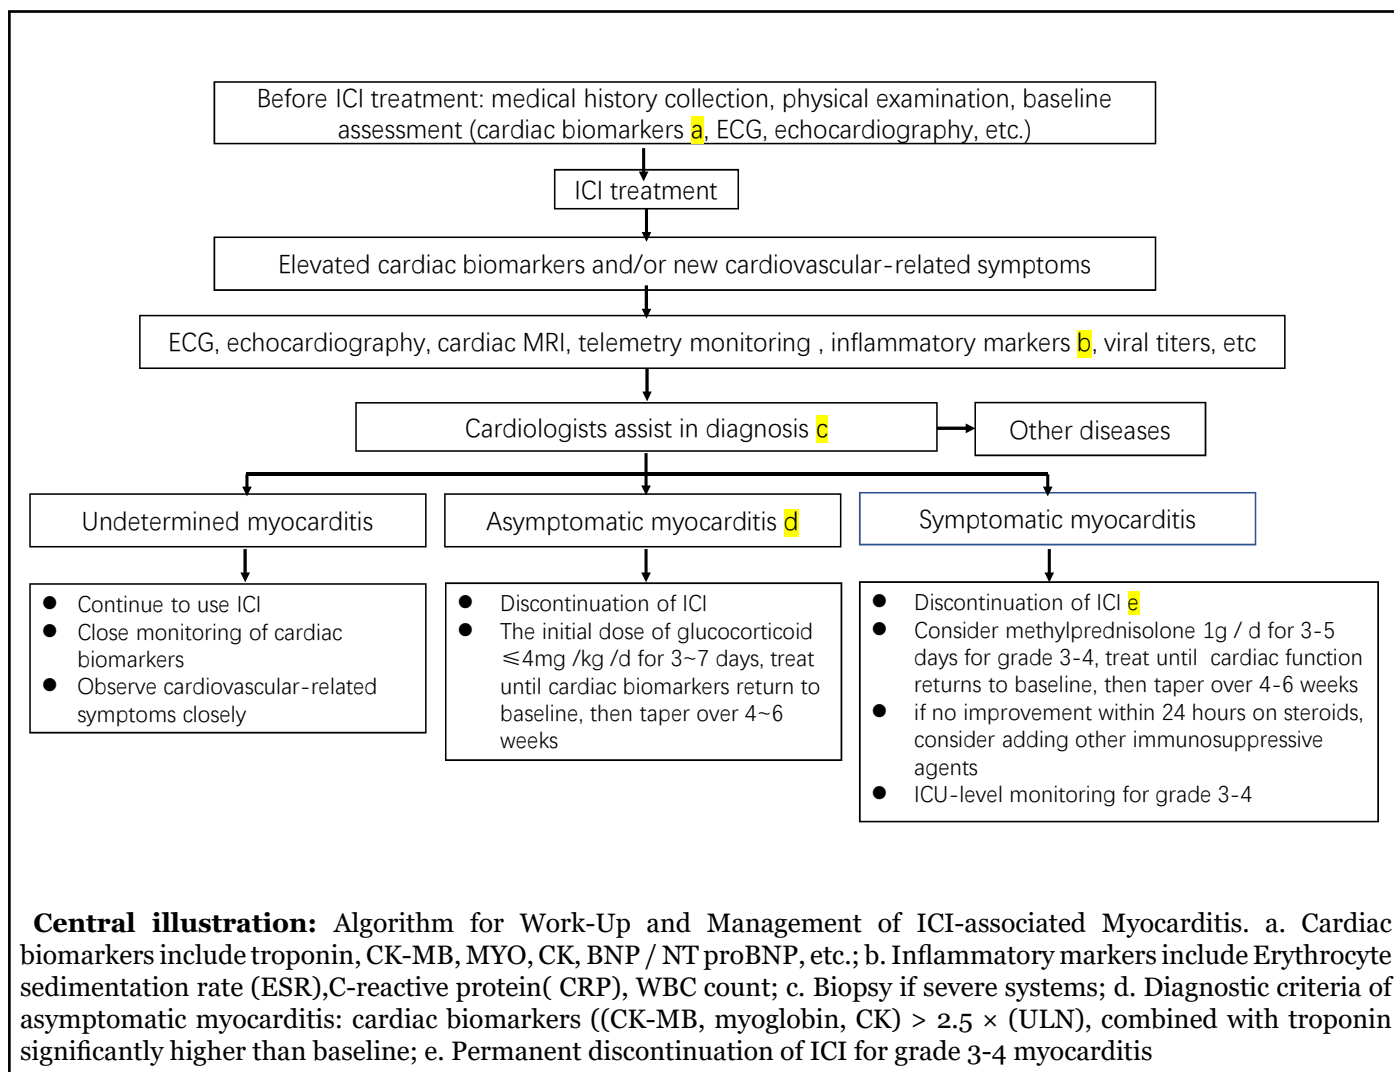 Before ICI treatment: medical history collection, physical examination, baseline
assessment (cardiac biomarkers a, ECG, echocardiography, etc.)
ICI treatment
Elevated cardiac biomarkers and/or new cardiovascular-related symptoms
ECG, echocardiography, cardiac MRI, telemetry monitoring , inflammatory markers b, viral titers, etc
Cardiologists assist in diagnosis c
Other diseases
Undetermined myocarditis
Asymptomatic myocarditis d
Symptomatic myocarditis
● Continue to use ICI
● Close monitoring of cardiac
biomarkers
● Observe cardiovascular-related
symptoms closely
● Discontinuation of ICI
● The initial dose of glucocorticoid
≤4mg /kg /d for 3~7 days, treat
until cardiac biomarkers return to
baseline, then taper over 4~6
weeks
● Discontinuation of ICI e
● Consider methylprednisolone 1g / d for 3-5
days for grade 3-4, treat until cardiac function
returns to baseline, then taper over 4-6 weeks
● if no improvement within 24 hours on steroids,
consider adding other immunosuppressive
agents
● ICU-level monitoring for grade 3-4
Central illustration: Algorithm for Work-Up and Management of ICI-associated Myocarditis. a. Cardiac
biomarkers include troponin, CK-MB, MYO, CK, BNP / NT proBNP, etc.; b. Inflammatory markers include Erythrocyte
sedimentation rate (ESR),C-reactive protein( CRP), WBC count; c. Biopsy if severe systems; d. Diagnostic criteria of
asymptomatic myocarditis: cardiac biomarkers ((CK-MB, myoglobin, CK) > 2.5 × (ULN), combined with troponin
significantly higher than baseline; e. Permanent discontinuation of ICI for grade 3-4 myocarditis